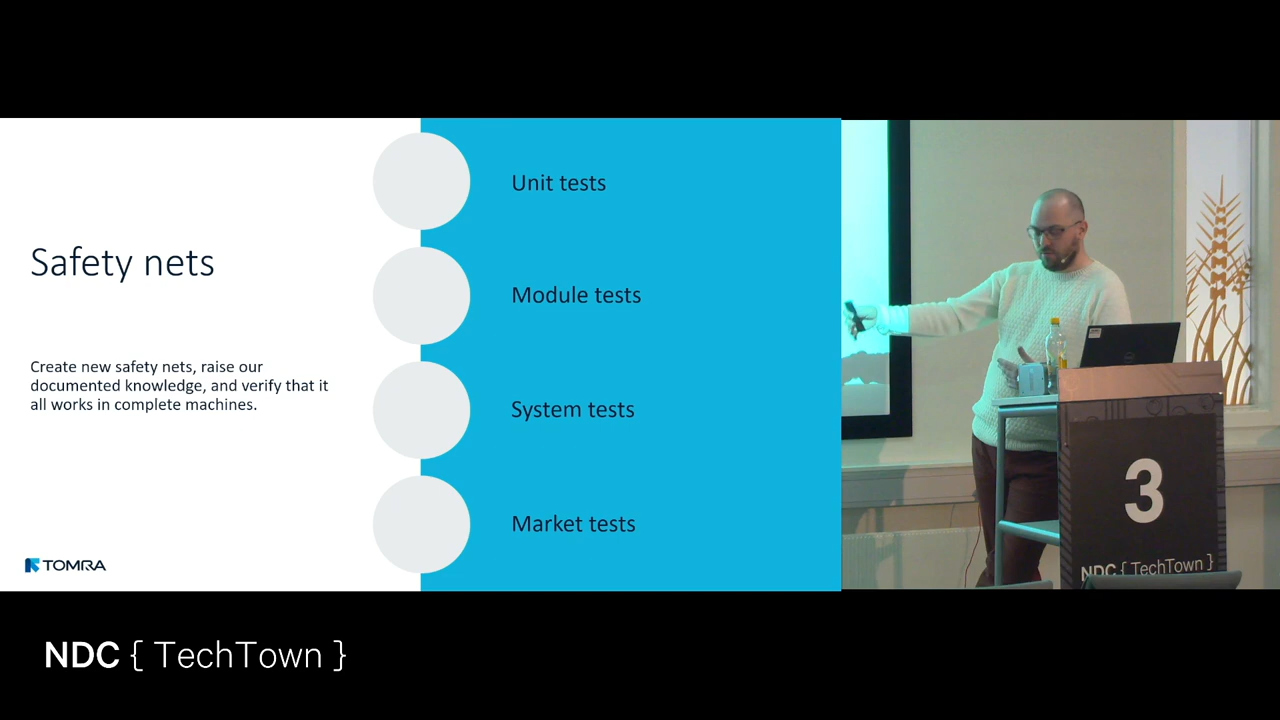 Safety nets
Create new safety nets, raise our
documented knowledge, and verify that it
all works in complete machines.
TOMRA
Unit tests
Module tests
System tests
Market tests
3
NDC { TechTown }
NDC { TechTown }